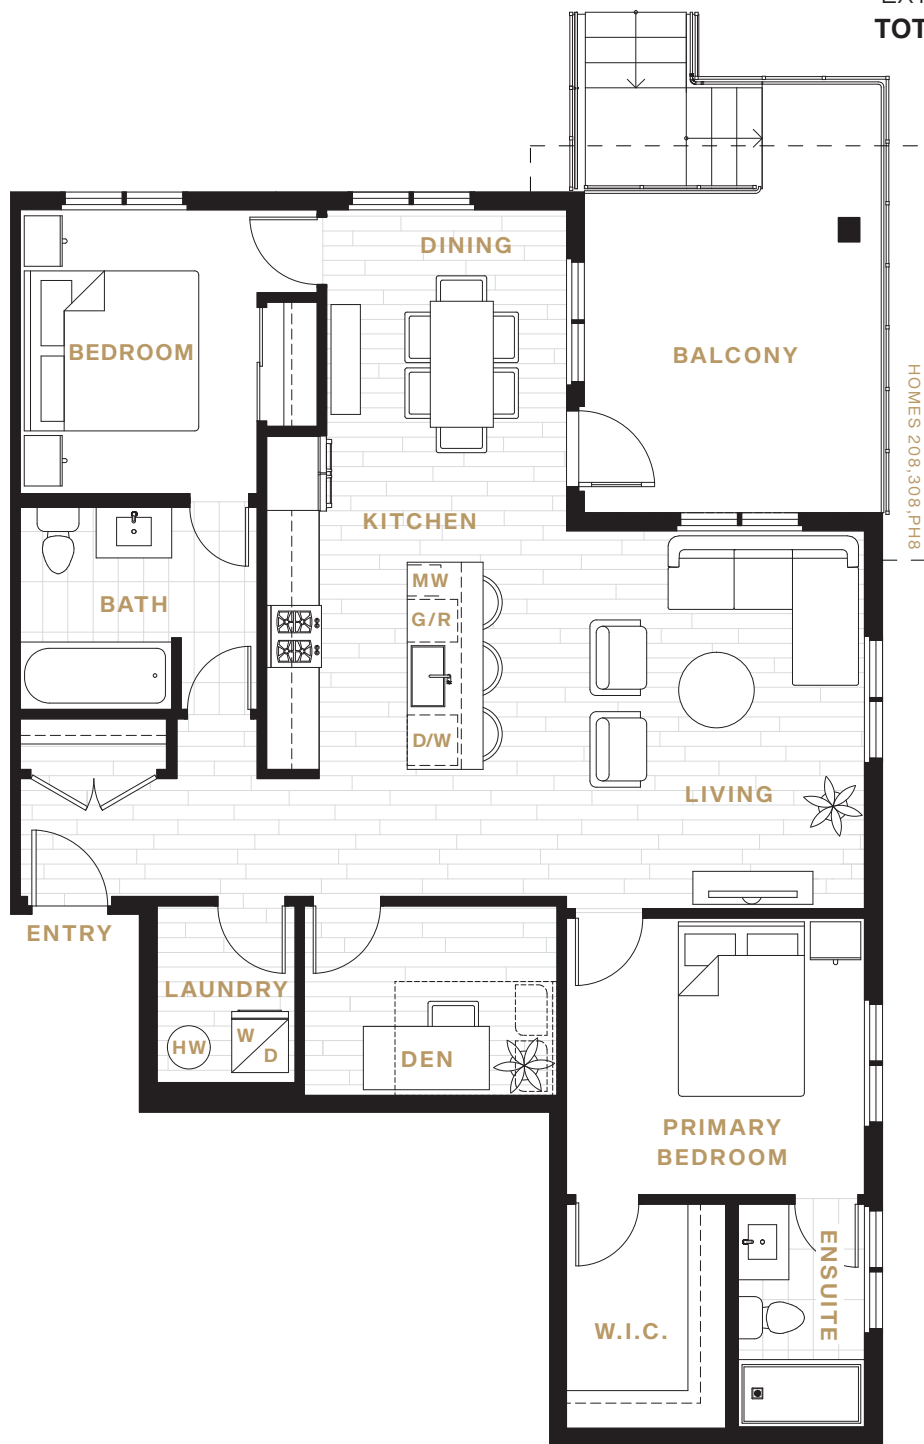 TOT
DINING
BEDROOM
BALCONY
HOMES 208,308,PH8
KITCHEN
MW
BATH
G/R
D/W
LIVING
ENTRY
LAUNDRY
HW
W
D
DEN
PRIMARY
BEDROOM
ENSUITE
W.I.C.